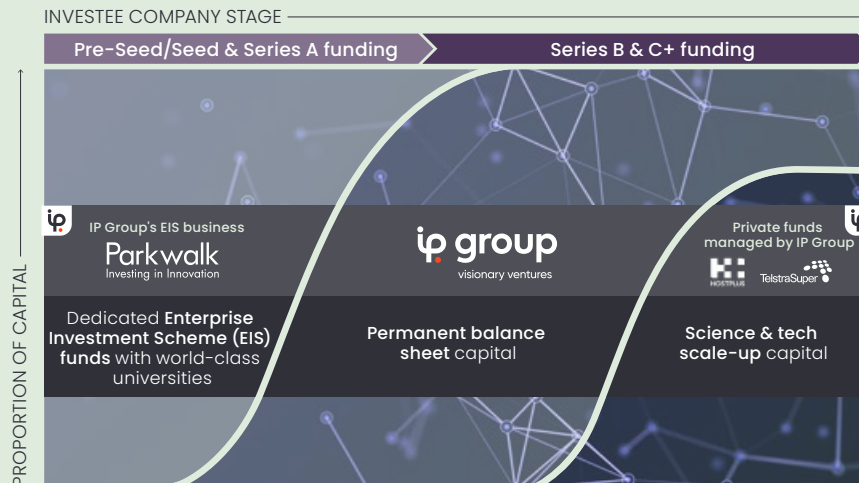 INVESTEE COMPANY STAGE
Pre-Seed/Seed & Series A funding
Series B & C+ funding
PROPORTION OF CAPITAL
ip
IP Group's EIS business
Parkwalk
Investing in Innovation
Dedicated Enterprise
Investment Scheme (EIS)
funds with world-class
universities
ip group
visionary ventures
Permanent balance
sheet capital
Private funds
managed by IP Group
HOSTPLUS
TelstraSuper
Science & tech
scale-up capital